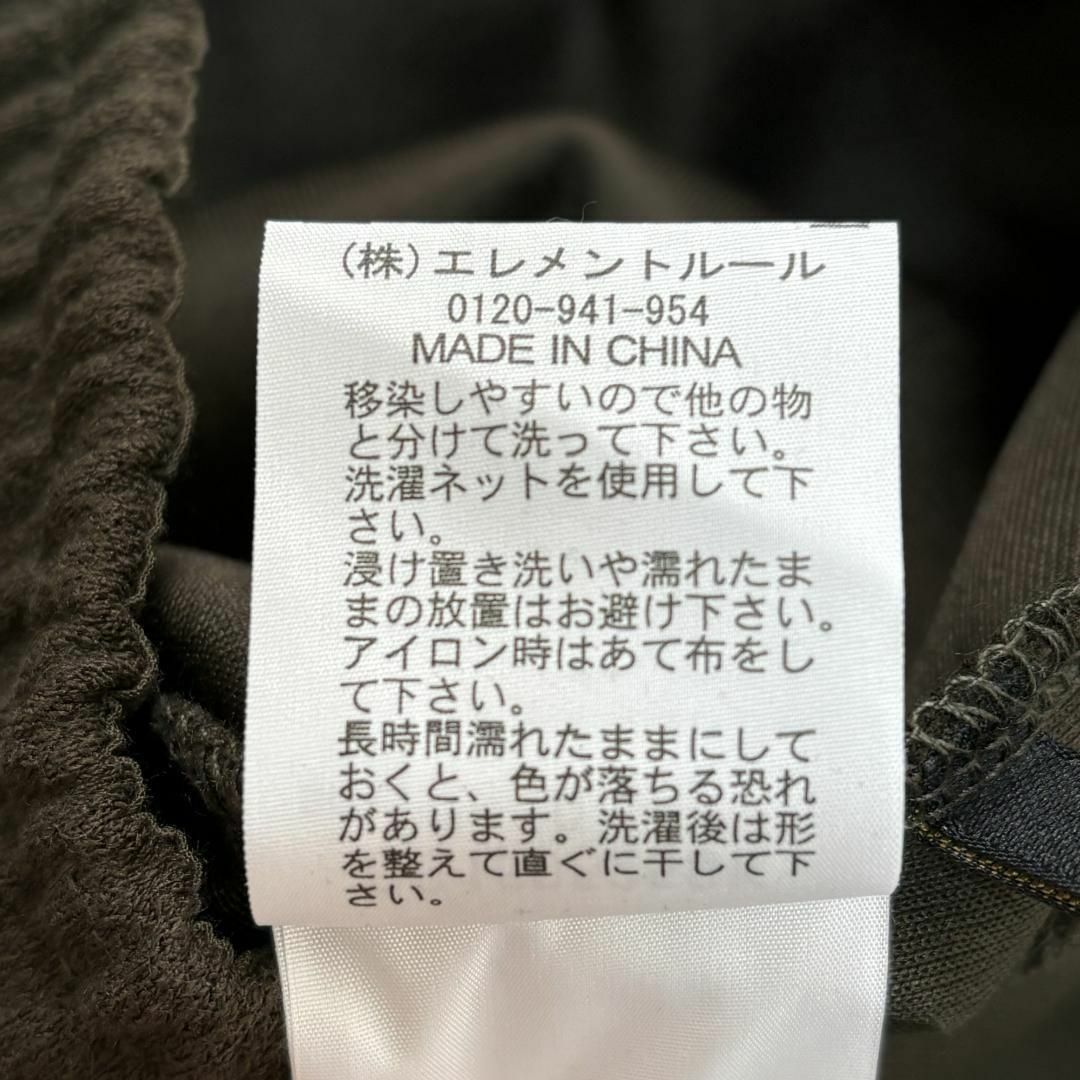 (株)エレメントルール
0120-941-954
MADE IN CHINA
移染しやすいので他の物
と分けて洗って下さい。
洗濯ネットを使用して下
さい。
浸け置き洗いや濡れたま
まの放置はお避け下さい。
アイロン時はあて布をし
て下さい。
長時間濡れたままにして
おくと、色が落ちる恐れ
があります。洗濯後は形
を整えて直ぐに干して下
さい。